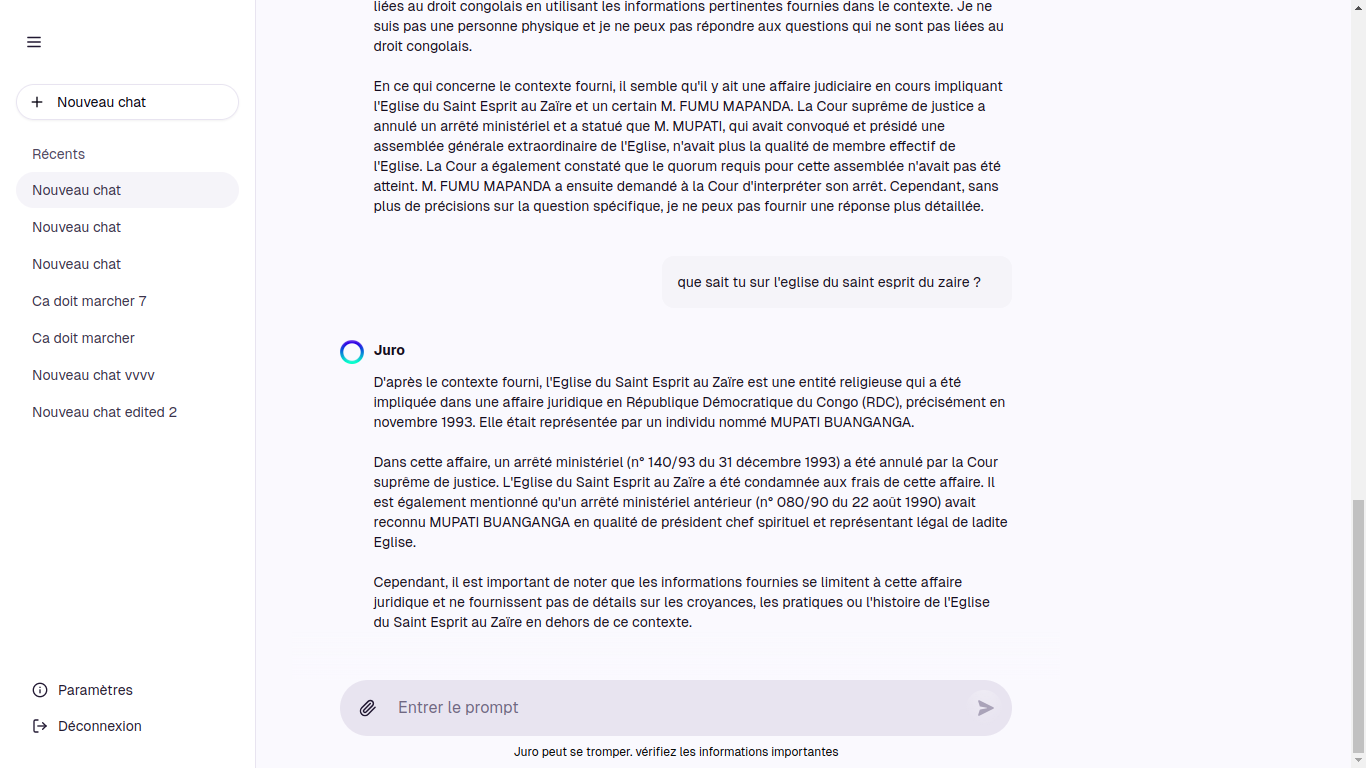 Nouveau chat
Récents
Nouveau chat
Nouveau chat
Nouveau chat
Ca doit marcher 7
Ca doit marcher
Nouveau chat vvvv
Nouveau chat edited 2
Paramètres
Déconnexion
liées au droit congolais en utilisant les informations pertinentes fournies dans le contexte. Je ne
suis pas une personne physique et je ne peux pas répondre aux questions qui ne sont pas liées au
droit congolais.
En ce qui concerne le contexte fourni, il semble qu'il y ait une affaire judiciaire en cours impliquant
l'Eglise du Saint Esprit au Zaïre et un certain M. FUMU MAPANDA. La Cour suprême de justice a
annulé un arrêté ministériel et a statué que M. MUPATI, qui avait convoqué et présidé une
assemblée générale extraordinaire de l'Eglise, n'avait plus la qualité de membre effectif de
l'Eglise. La Cour a également constaté que le quorum requis pour cette assemblée n'avait pas été
atteint. M. FUMU MAPANDA a ensuite demandé à la Cour d'interpréter son arrêt. Cependant, sans
plus de précisions sur la question spécifique, je ne peux pas fournir une réponse plus détaillée.
que sait tu sur l'eglise du saint esprit du zaire ?
Juro
D'après le contexte fourni, l'Eglise du Saint Esprit au Zaïre est une entité religieuse qui a été
impliquée dans une affaire juridique en République Démocratique du Congo (RDC), précisément en
novembre 1993. Elle était représentée par un individu nommé MUPATI BUANGANGA.
Dans cette affaire, un arrêté ministériel (n° 140/93 du 31 décembre 1993) a été annulé par la Cour
suprême de justice. L'Eglise du Saint Esprit au Zaïre a été condamnée aux frais de cette affaire. Il
est également mentionné qu'un arrêté ministériel antérieur (n° 080/90 du 22 août 1990) avait
reconnu MUPATI BUANGANGA en qualité de président chef spirituel et représentant légal de ladite
Eglise.
Cependant, il est important de noter que les informations fournies se limitent à cette affaire
juridique et ne fournissent pas de détails sur les croyances, les pratiques ou l'histoire de l'Eglise
du Saint Esprit au Zaïre en dehors de ce contexte.
Entrer le prompt
Juro peut se tromper. vérifiez les informations importantes